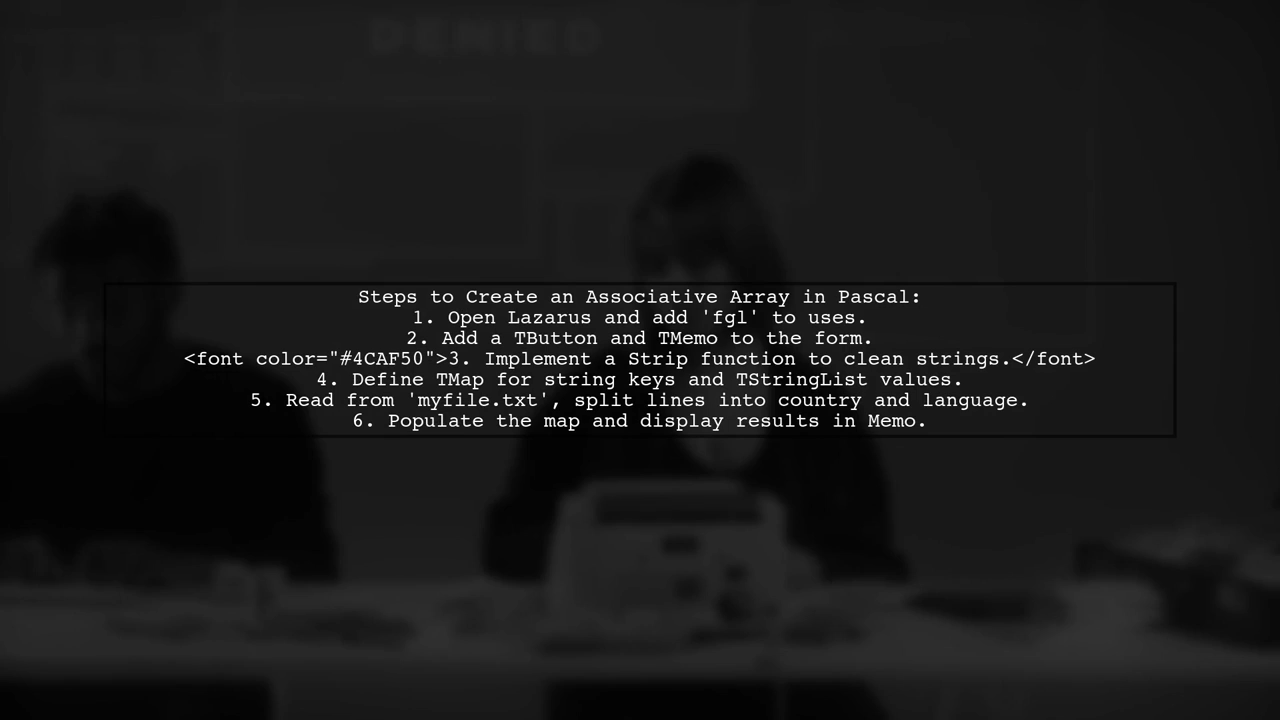 DENIED
Steps to Create an Associative Array in Pascal:
1. Open Lazarus and add 'fgl' to uses.
2. Add a TButton and TMemo to the form.
<font color="#4CAF50">3. Implement a Strip function to clean strings.</font>
4. Define TMap for string keys and TStringList values.
5. Read from 'myfile.txt', split lines into country and language.
6. Populate the map and display results in Memo.